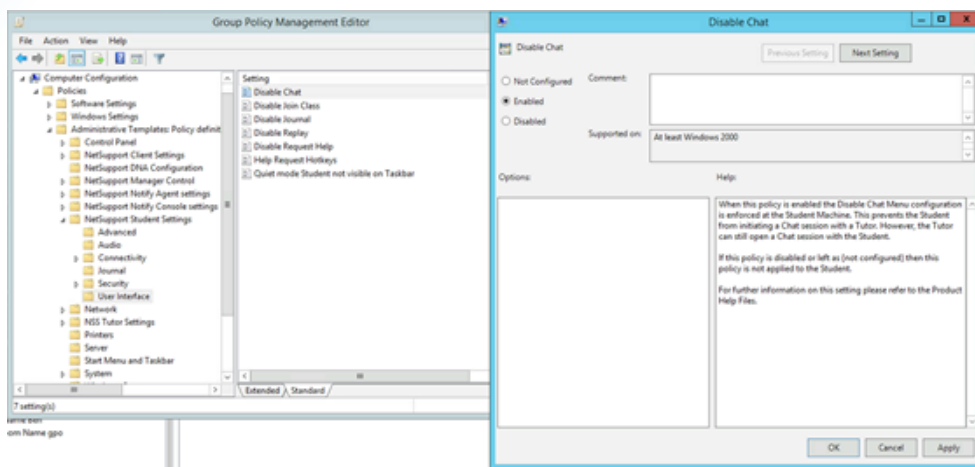 Group Policy Management Editor
File Action View Help
Computer Configuration
Policies
Software Settings
Windows Settings
Administrative Templates: Policy definit
Control Panel
NetSupport Client Settings
NetSupport DNA Configuration
NetSupport Manager Control
NetSupport Notify Agent settings
NetSupport Notify Console settings
NetSupport Student Settings
Advanced
Audio
Connectivity
Journal
Security
User Interface
Network
NSS Tutor Settings
Printers
Server
Start Menu and Taskbar
System
Setting
Disable Chat
Disable Join Class
Disable Journal
Disable Replay
Disable Request Help
Help Request Hotkeys
Quiet mode Student not visible on Taskbar
Extended Standard
7 setting(s)
om Name gpo
Disable Chat
Disable Chat
Previous Setting Next Setting
Not Configured
Enabled
Disabled
Comment:
Supported on:
At least Windows 2000
Options:
Help:
When this policy is enabled the Disable Chat Menu configuration
is enforced at the Student Machine. This prevents the Student
from initiating a Chat session with a Tutor. However, the Tutor
can still open a Chat session with the Student.
If this policy is disabled or left as (not configured) then this
policy is not applied to the Student.
For further information on this setting please refer to the Product
Help Files.
OK Cancel Apply